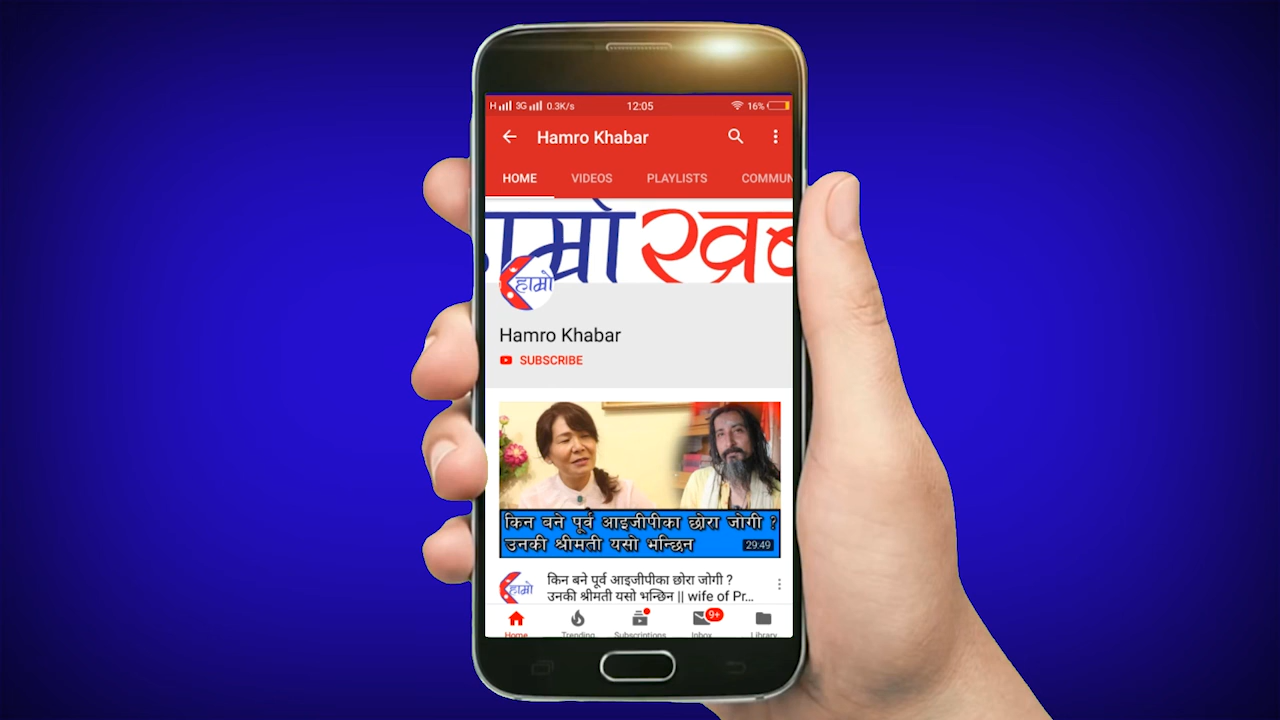 H 3G 0.3K/s 12:05 16%
Hamro Khabar
HOME VIDEOS PLAYLISTS COMMUN
हाम्रो खब
हाम्रो
Hamro Khabar
SUBSCRIBE
किन बने पूर्व आइजीपीका छोरा जोगी ?
उनकी श्रीमती यसो भन्छिन 29:49
हाम्रो
किन बने पूर्व आइजीपीका छोरा जोगी ?
उनकी श्रीमती यसो भन्छिन || wife of Pr...
9+
Home Trending Subscriptions Inbox Library